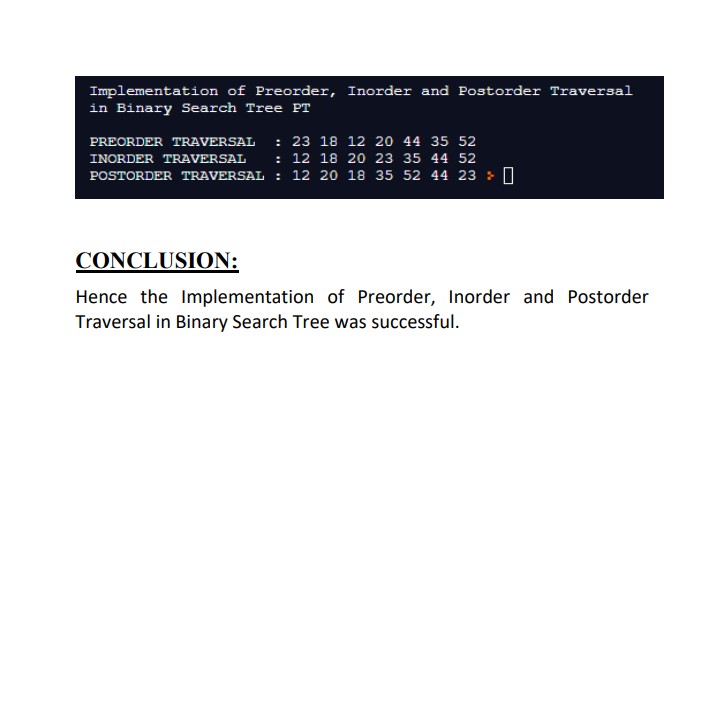 Implementation of Preorder, Inorder and Postorder Traversal
in Binary Search Tree PT
PREORDER TRAVERSAL : 23 18 12 20 44 35 52
INORDER TRAVERSAL : 12 18 20 23 35 44 52
POSTORDER TRAVERSAL : 12 20 18 35 52 44 23 >
CONCLUSION:
Hence the Implementation of Preorder, Inorder and Postorder
Traversal in Binary Search Tree was successful.